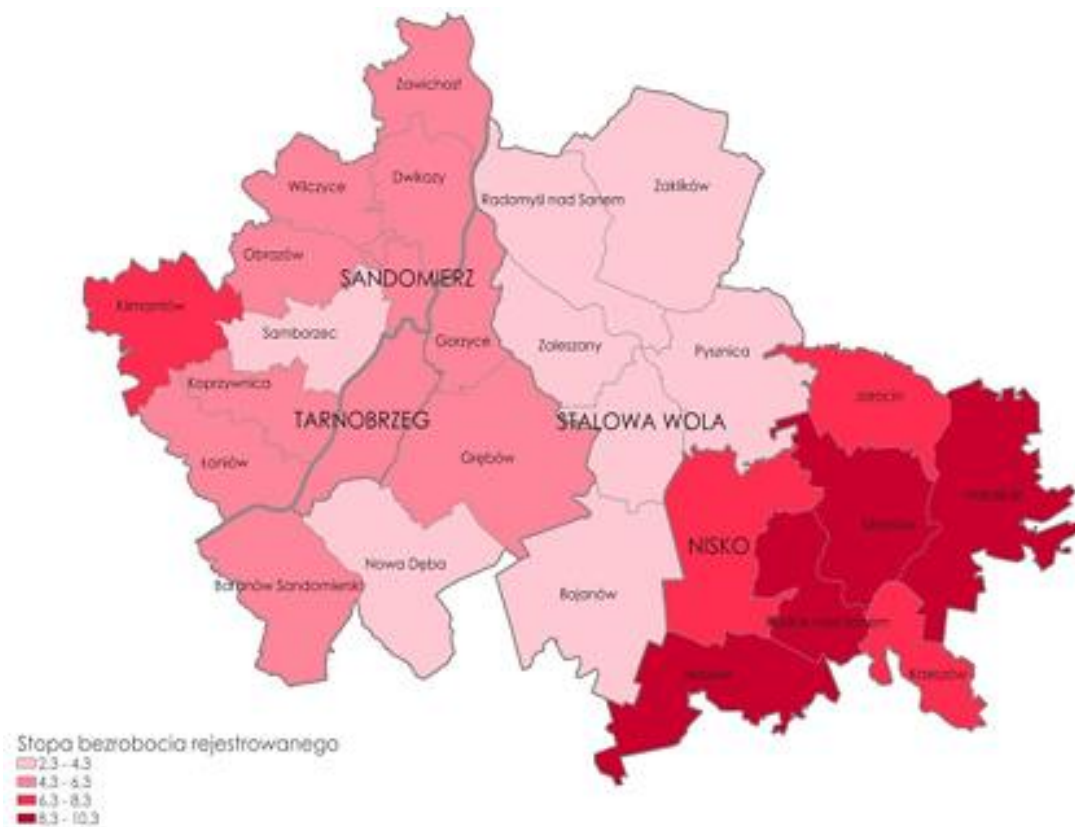 Zawichost
Dwikozy
Wilczyce
Zaklików
Radomyśl nad Sanem
Obrazów
SANDOMIERZ
Klimontów
Samborzec
Gorzyce
Zaleszany
Pysznica
Koprzywnica
Jarocin
TARNOBRZEG
STALOWA WOLA
Grębów
Łoniów
NISKO
Nowa Dęba
Baranów Sandomierski
Bojanów
Krzeszów
Stopa bezrobocia rejestrowanego
2,3 - 4,3
4,3 - 6,3
6,3 - 8,3
8,3 - 10,3